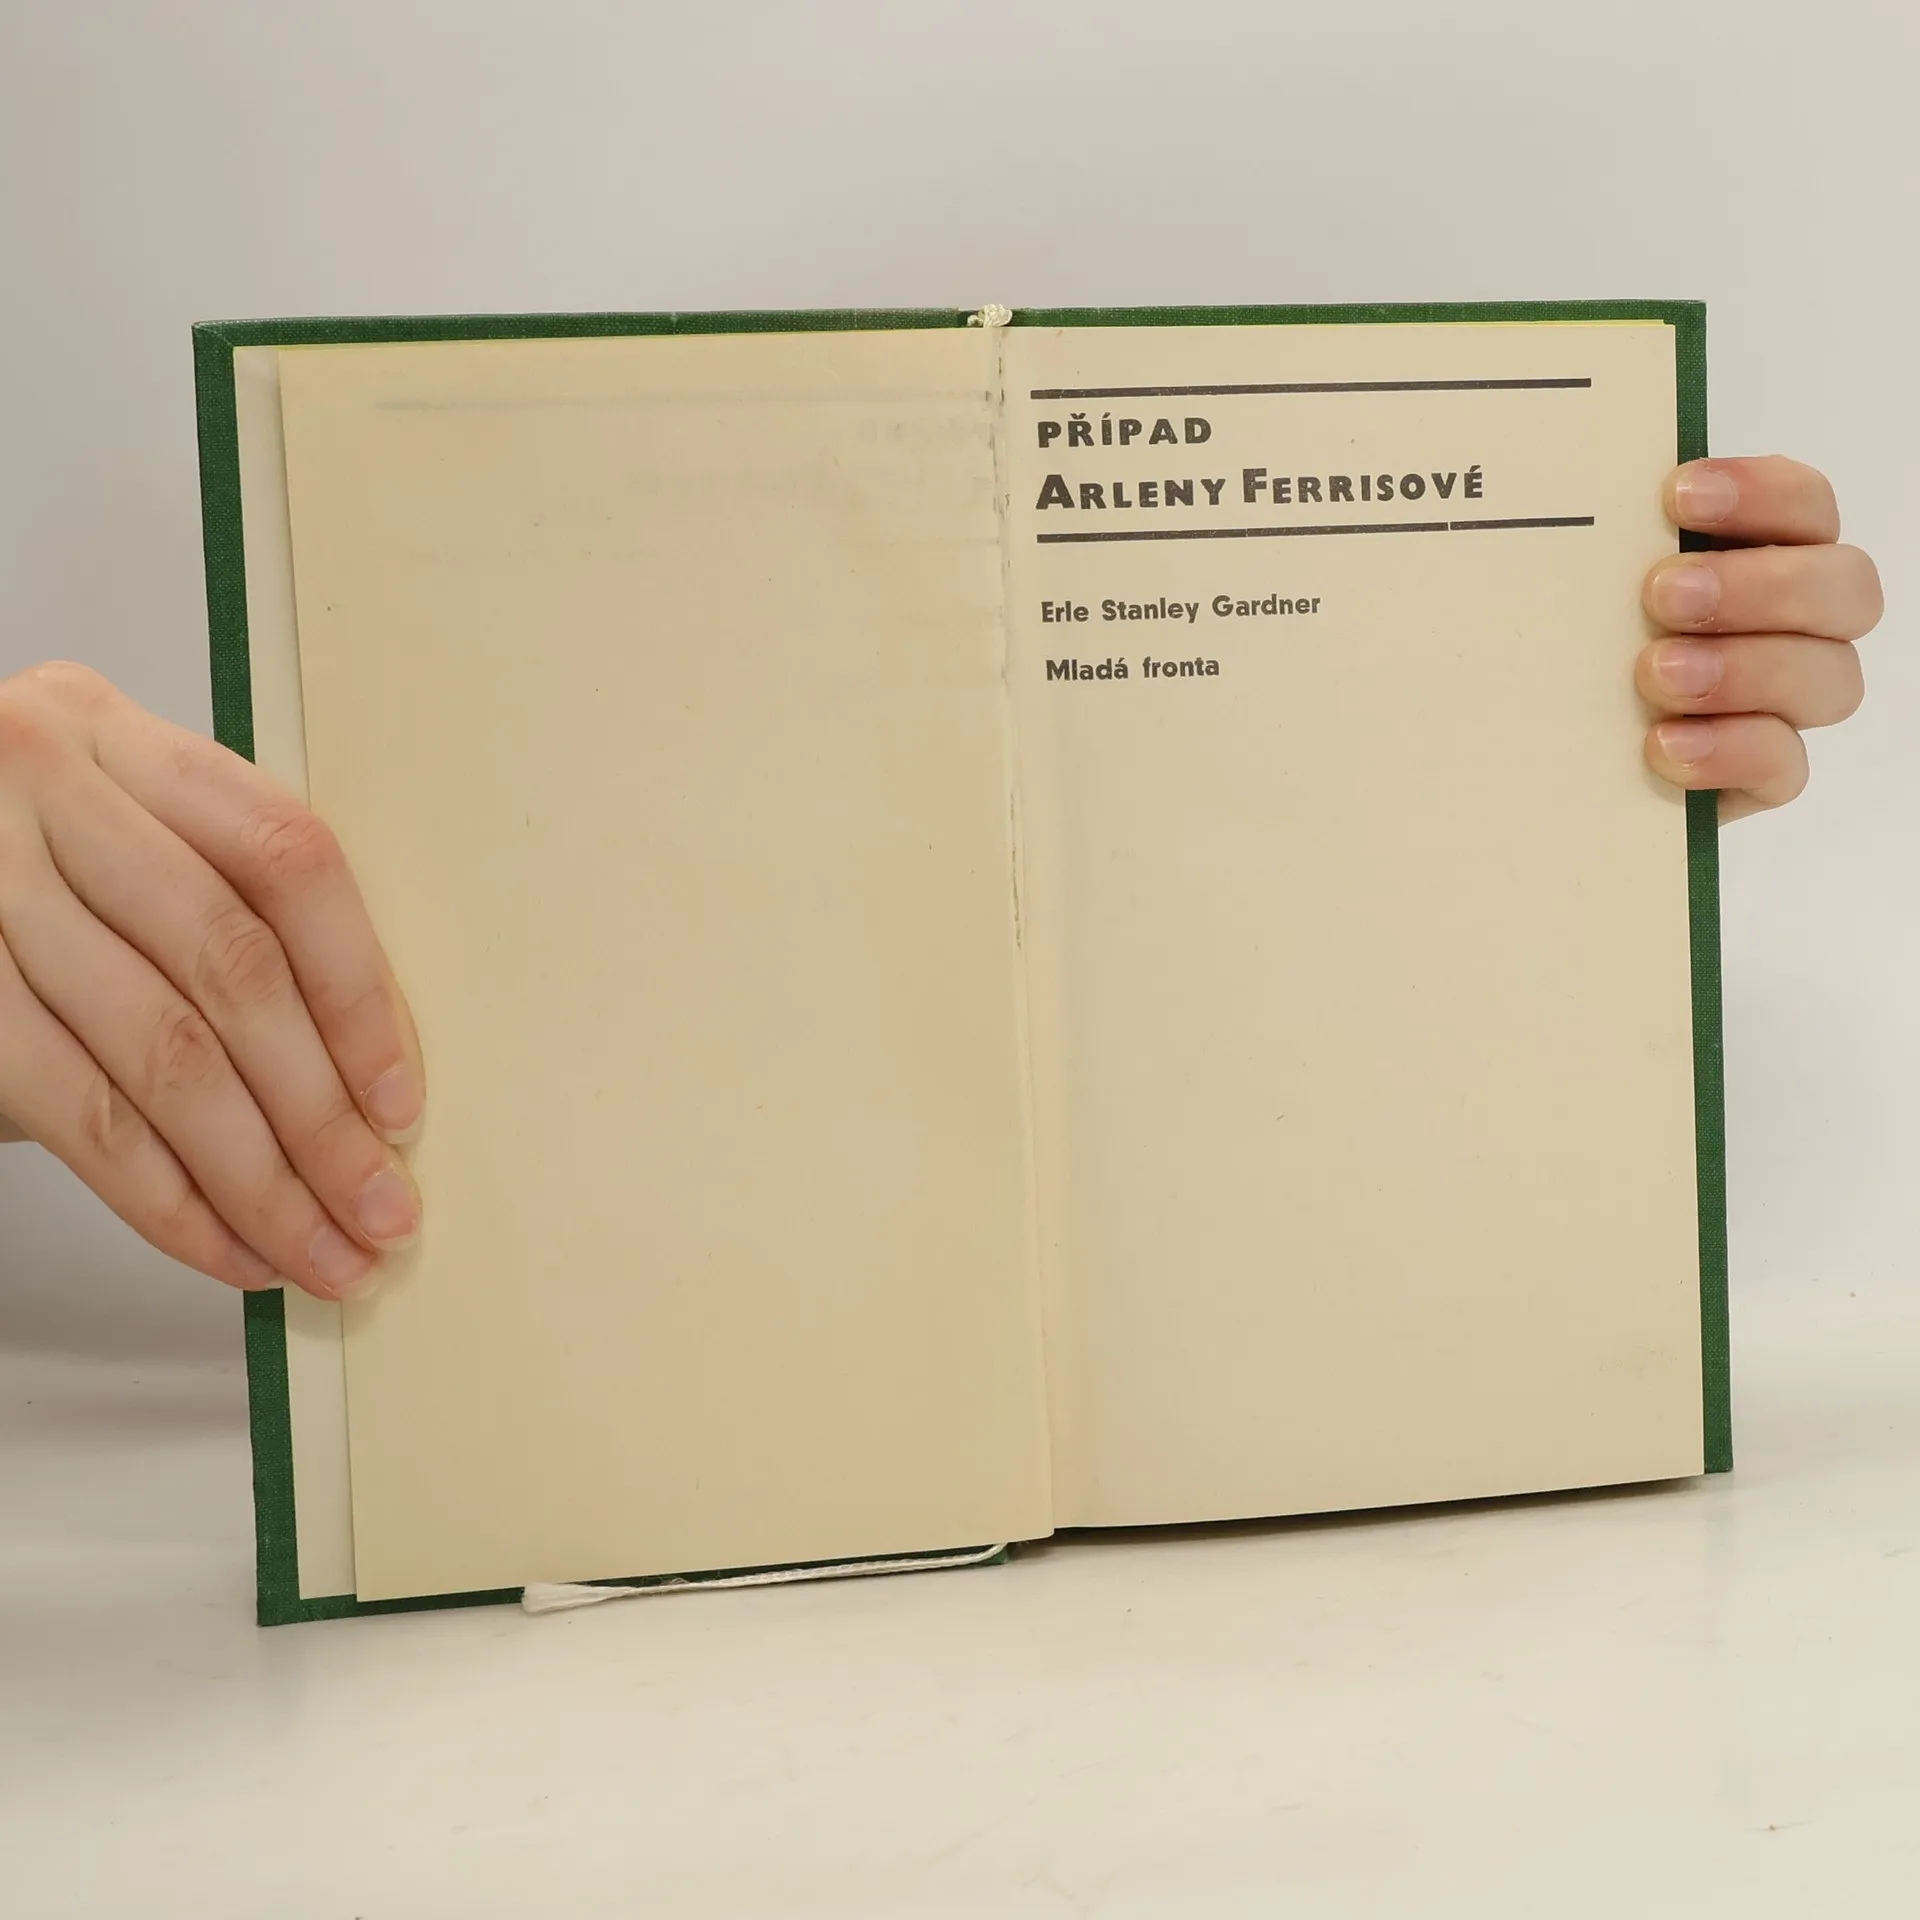 PŘÍPAD
ARLENY FERRISOVÉ
Erle Stanley Gardner
Mladá fronta